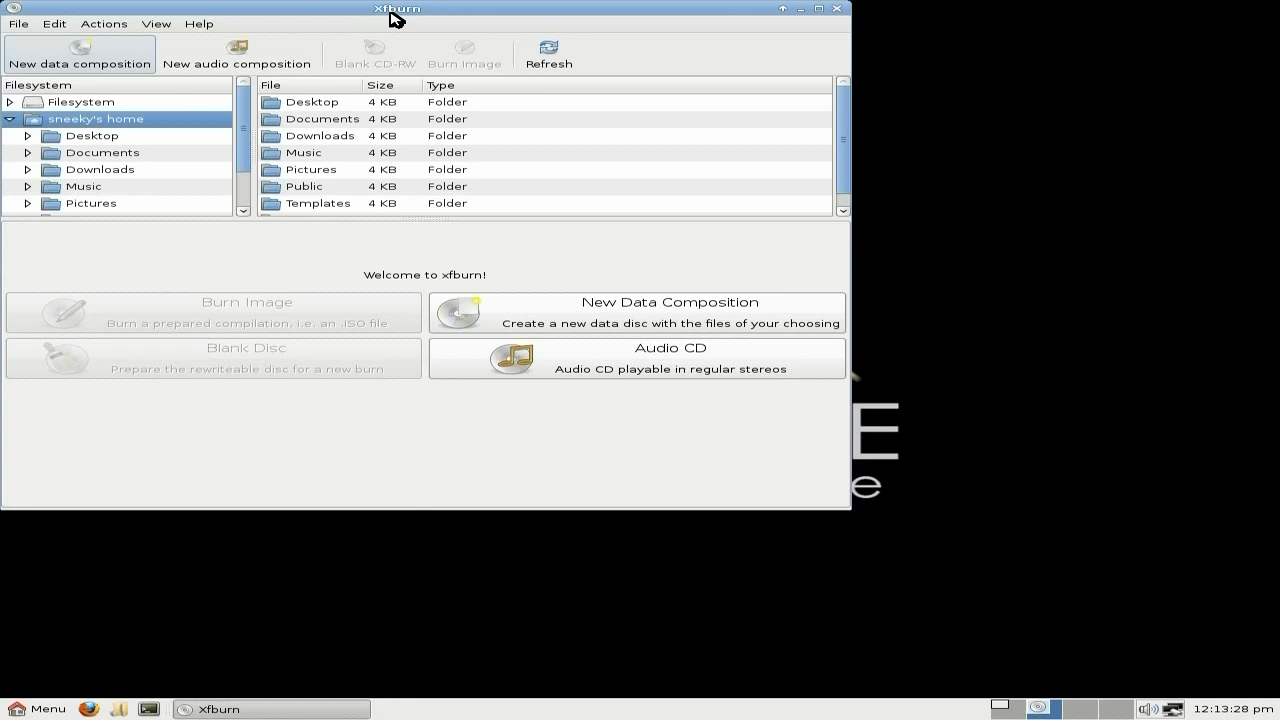 Xfburn
File Edit Actions View Help
New data composition New audio composition Blank CD-RW Burn Image Refresh
Filesystem
Filesystem
sneeky's home
Desktop
Documents
Downloads
Music
Pictures
File Size Type
Desktop 4 KB Folder
Documents 4 KB Folder
Downloads 4 KB Folder
Music 4 KB Folder
Pictures 4 KB Folder
Public 4 KB Folder
Templates 4 KB Folder
Welcome to xfburn!
Burn Image
Burn a prepared compilation, i.e. an .ISO file
New Data Composition
Create a new data disc with the files of your choosing
Blank Disc
Prepare the rewriteable disc for a new burn
Audio CD
Audio CD playable in regular stereos
E
e
Menu Xfburn 12:13:28 pm